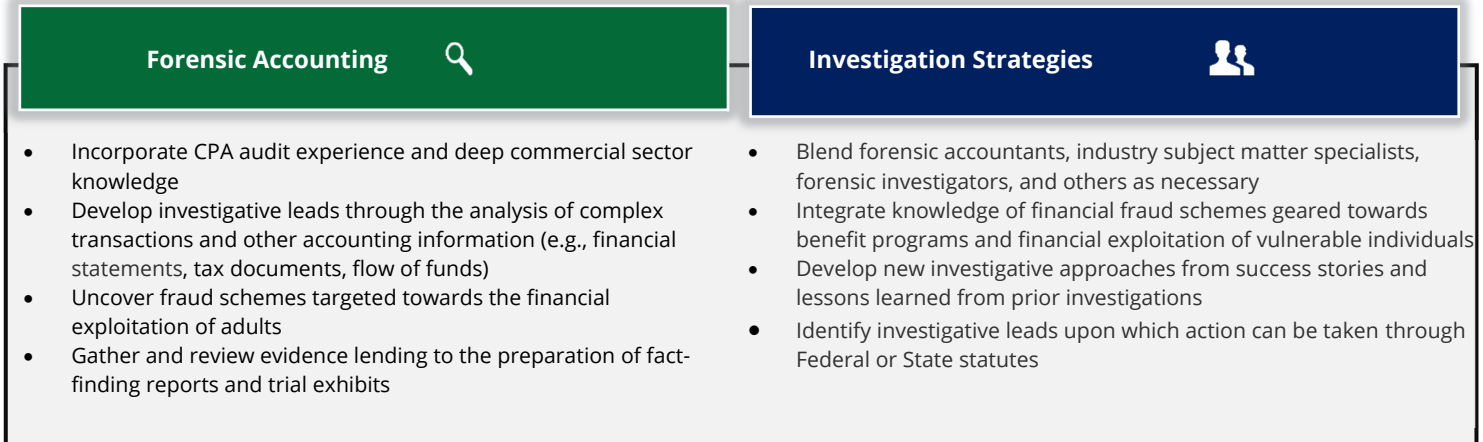 Forensic Accounting
• Incorporate CPA audit experience and deep commercial sector
knowledge
• Develop investigative leads through the analysis of complex
transactions and other accounting information (e.g., financial
statements, tax documents, flow of funds)
• Uncover fraud schemes targeted towards the financial
exploitation of adults
• Gather and review evidence lending to the preparation of fact-
finding reports and trial exhibits
Investigation Strategies
• Blend forensic accountants, industry subject matter specialists,
forensic investigators, and others as necessary
• Integrate knowledge of financial fraud schemes geared towards
benefit programs and financial exploitation of vulnerable individuals
• Develop new investigative approaches from success stories and
lessons learned from prior investigations
• Identify investigative leads upon which action can be taken through
Federal or State statutes